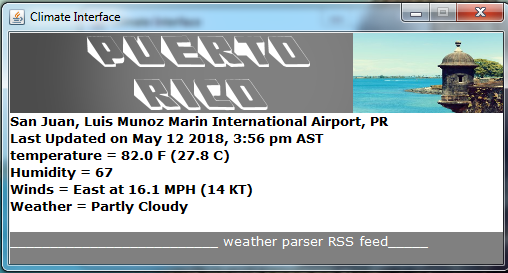 Climate Interface
PUERTO
RICO
San Juan, Luis Munoz Marin International Airport, PR
Last Updated on May 12 2018, 3:56 pm AST
temperature = 82.0 F (27.8 C)
Humidity = 67
Winds = East at 16.1 MPH (14 KT)
Weather = Partly Cloudy
__________________________ weather parser RSS feed_____